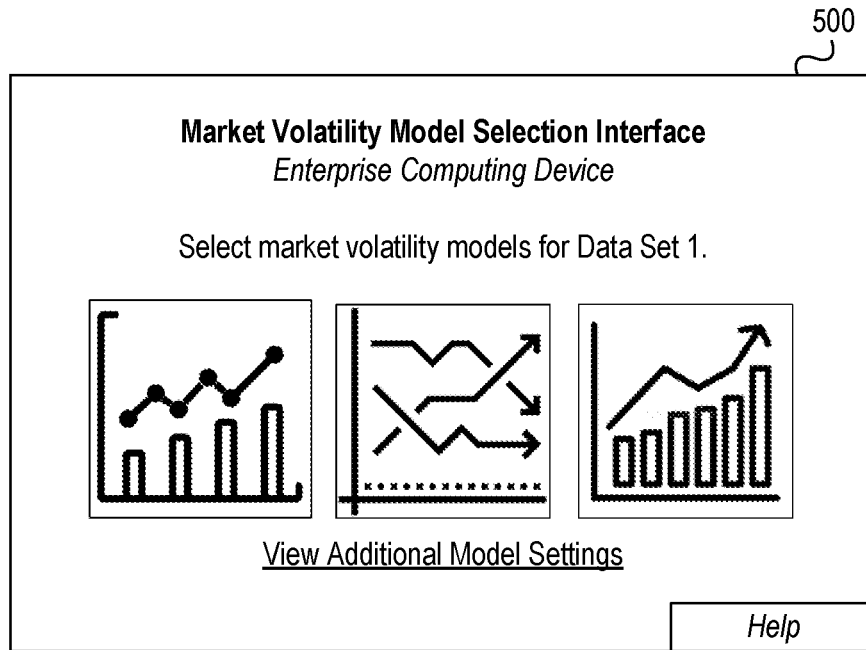 500
Market Volatility Model Selection Interface
Enterprise Computing Device
Select market volatility models for Data Set 1.
View Additional Model Settings
Help